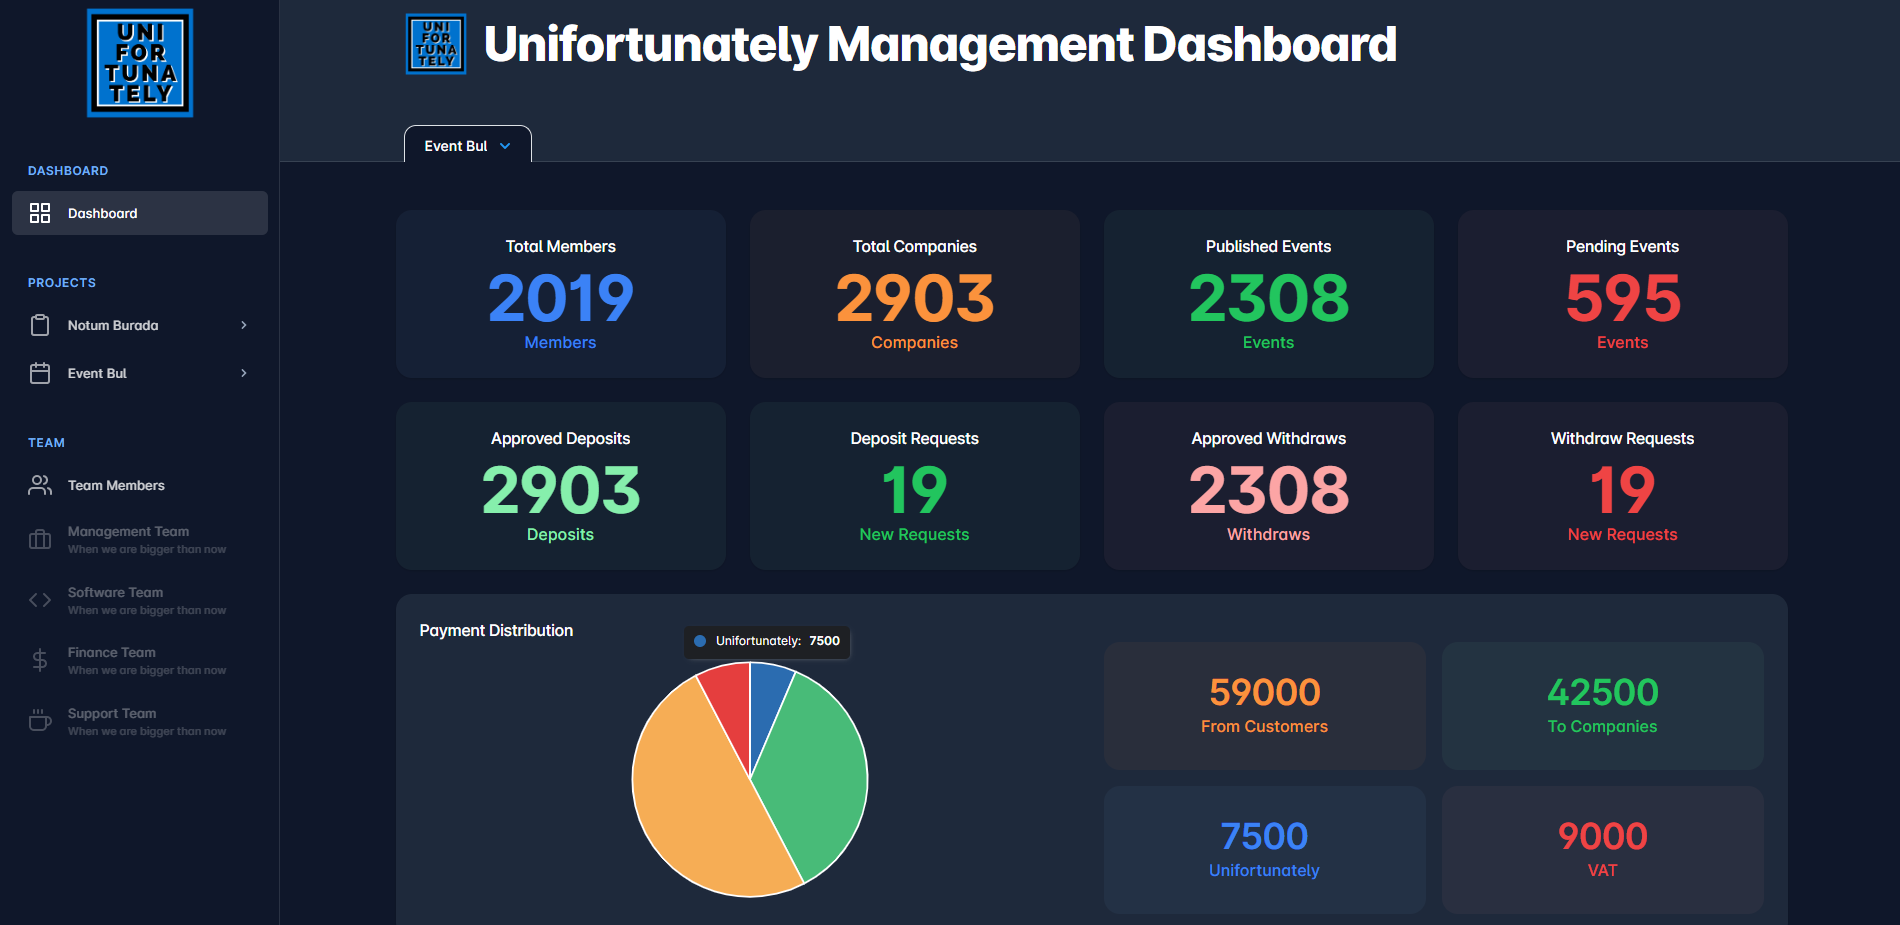 UNI
FOR
TUNA
TELY
DASHBOARD
Dashboard
PROJECTS
Notum Burada
Event Bul
TEAM
Team Members
Management Team
When we are bigger than now
Software Team
When we are bigger than now
Finance Team
When we are bigger than now
Support Team
When we are bigger than now
UNI
FOR
TUNA
TELY
Unifortunately Management Dashboard
Event Bul
Total Members
2019
Members
Total Companies
2903
Companies
Published Events
2308
Events
Pending Events
595
Events
Approved Deposits
2903
Deposits
Deposit Requests
19
New Requests
Approved Withdraws
2308
Withdraws
Withdraw Requests
19
New Requests
Payment Distribution
Unifortunately: 7500
59000
From Customers
42500
To Companies
7500
Unifortunately
9000
VAT